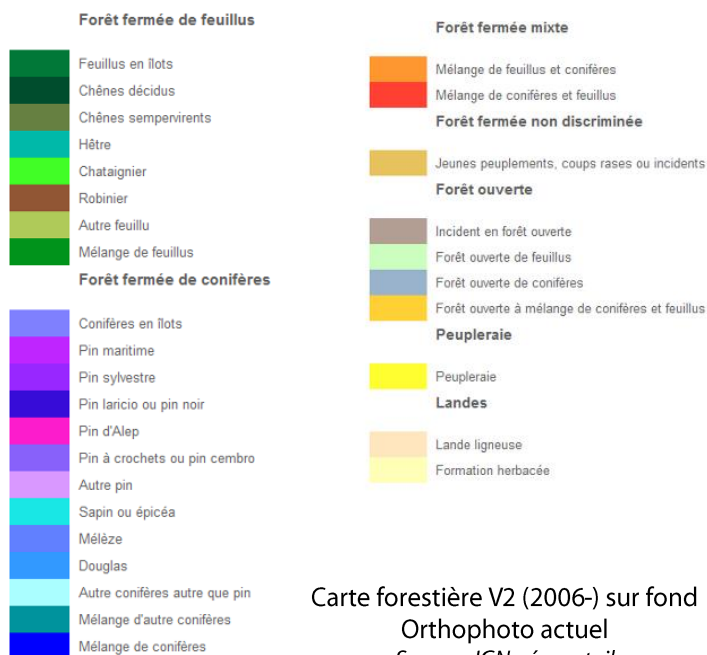 Forêt fermée de feuillus
Feuillus en îlots
Chênes décidus
Chênes sempervirents
Hêtre
Chataignier
Robinier
Autre feuillu
Mélange de feuillus
Forêt fermée de conifères
Conifères en îlots
Pin maritime
Pin sylvestre
Pin laricio ou pin noir
Pin d'Alep
Pin à crochets ou pin cembro
Autre pin
Sapin ou épicéa
Mélèze
Douglas
Autre conifères autre que pin
Mélange d'autre conifères
Mélange de conifères
Forêt fermée mixte
Mélange de feuillus et conifères
Mélange de conifères et feuillus
Forêt fermée non discriminée
Jeunes peuplements, coups rases ou incidents
Forêt ouverte
Incident en forêt ouverte
Forêt ouverte de feuillus
Forêt ouverte de conifères
Forêt ouverte à mélange de conifères et feuillus
Peupleraie
Peupleraie
Landes
Lande ligneuse
Formation herbacée
Carte forestière V2 (2006-) sur fond
Orthophoto actuel